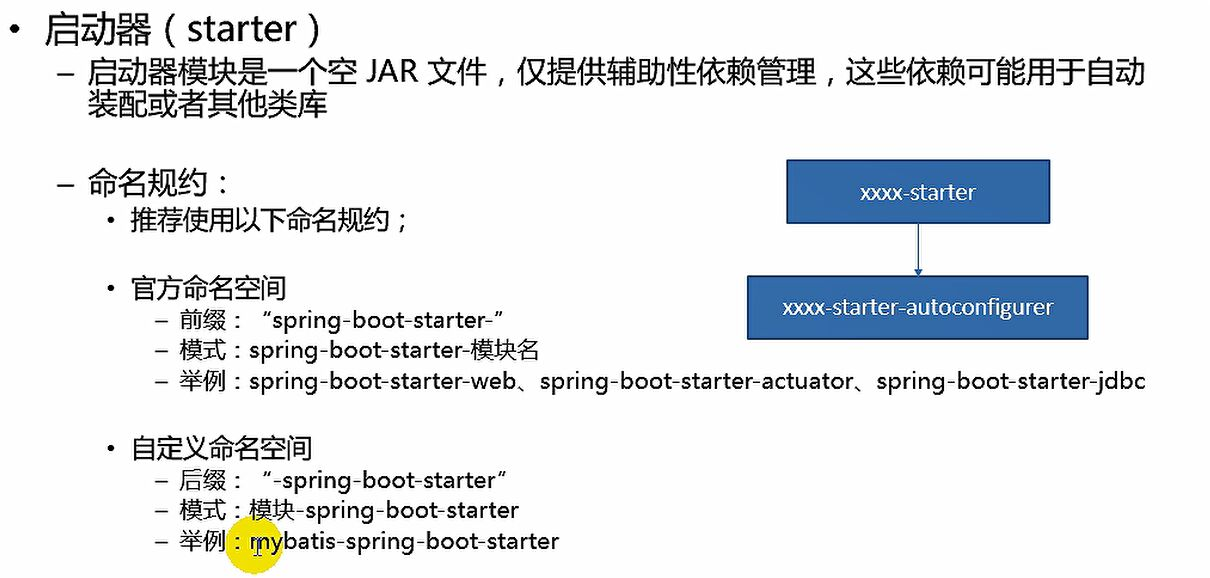 • 启动器（starter）
– 启动器模块是一个空 JAR 文件，仅提供辅助性依赖管理，这些依赖可能用于自动
装配或者其他类库
– 命名规约：
• 推荐使用以下命名规约；
• 官方命名空间
– 前缀：“spring-boot-starter-”
– 模式：spring-boot-starter-模块名
– 举例：spring-boot-starter-web、spring-boot-starter-actuator、spring-boot-starter-jdbc
• 自定义命名空间
– 后缀：“-spring-boot-starter”
– 模式：模块-spring-boot-starter
– 举例：mybatis-spring-boot-starter
xxxx-starter
xxxx-starter-autoconfigurer